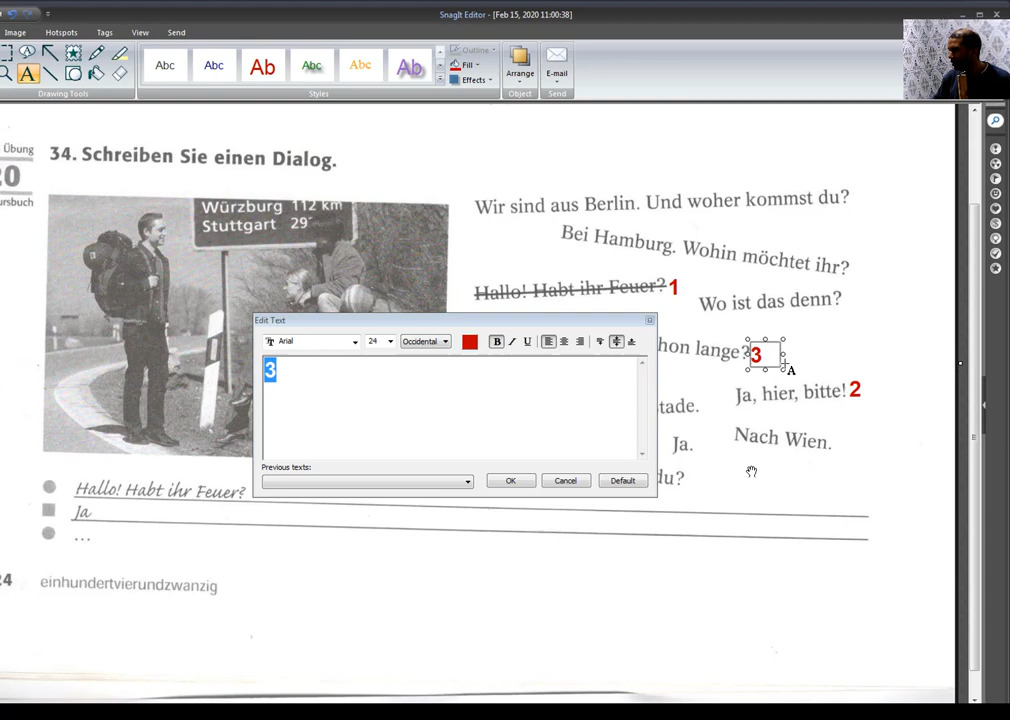 SnagIt Editor - [Feb 15, 2020 11:00:38]
Image Hotspots Tags View Send
Abc Abc Ab Abc Abc Ab
Outline
Fill
Effects
Arrange
E-mail
Drawing Tools Styles Object Send
Übung
20
ursbuch
34. Schreiben Sie einen Dialog.
Würzburg 112 km
Stuttgart 29
Wir sind aus Berlin. Und woher kommst du?
Bei Hamburg. Wohin möchtet ihr?
Hallo! Habt ihr Feuer? 1
Wo ist das denn?
hon lange? 3
A
Ja, hier, bitte! 2
tade.
Ja.
Nach Wien.
du?
Edit Text
Arial 24 Occidental B I U
3
Previous texts:
OK Cancel Default
Hallo! Habt ihr Feuer?
Ja
...
24 einhundertvierundzwanzig